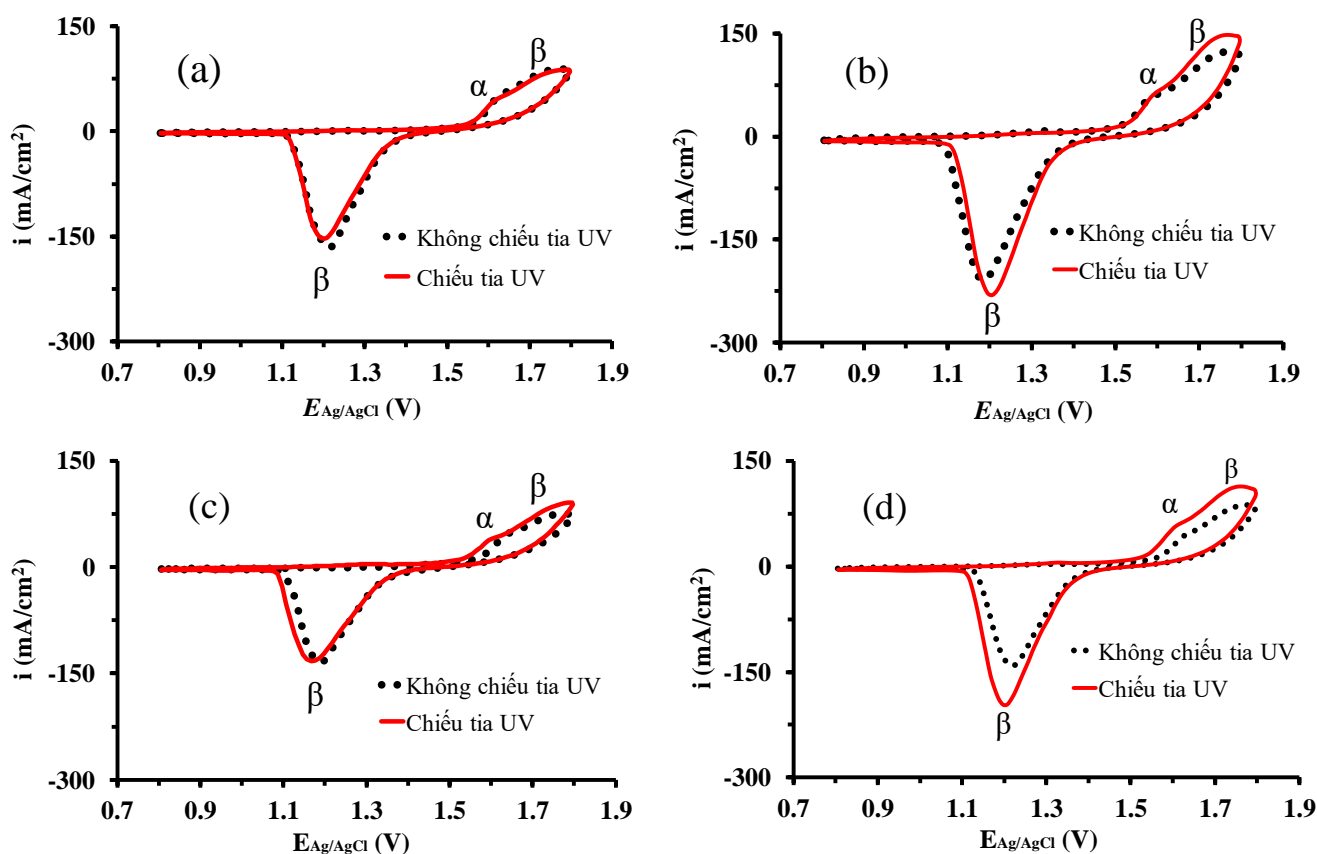 (a)
150
0
-150
-300
i (mA/cm²)
α
β
β
Không chiếu tia UV
Chiếu tia UV
0.7 0.9 1.1 1.3 1.5 1.7 1.9
E Ag/AgCl (V)
(b)
150
0
-150
-300
i (mA/cm²)
α
β
β
Không chiếu tia UV
Chiếu tia UV
0.7 0.9 1.1 1.3 1.5 1.7 1.9
E Ag/AgCl (V)
(c)
150
0
-150
-300
i (mA/cm²)
α
β
β
Không chiếu tia UV
Chiếu tia UV
0.7 0.9 1.1 1.3 1.5 1.7 1.9
E Ag/AgCl (V)
(d)
150
0
-150
-300
i (mA/cm²)
α
β
β
Không chiếu tia UV
Chiếu tia UV
0.7 0.9 1.1 1.3 1.5 1.7 1.9
E Ag/AgCl (V)